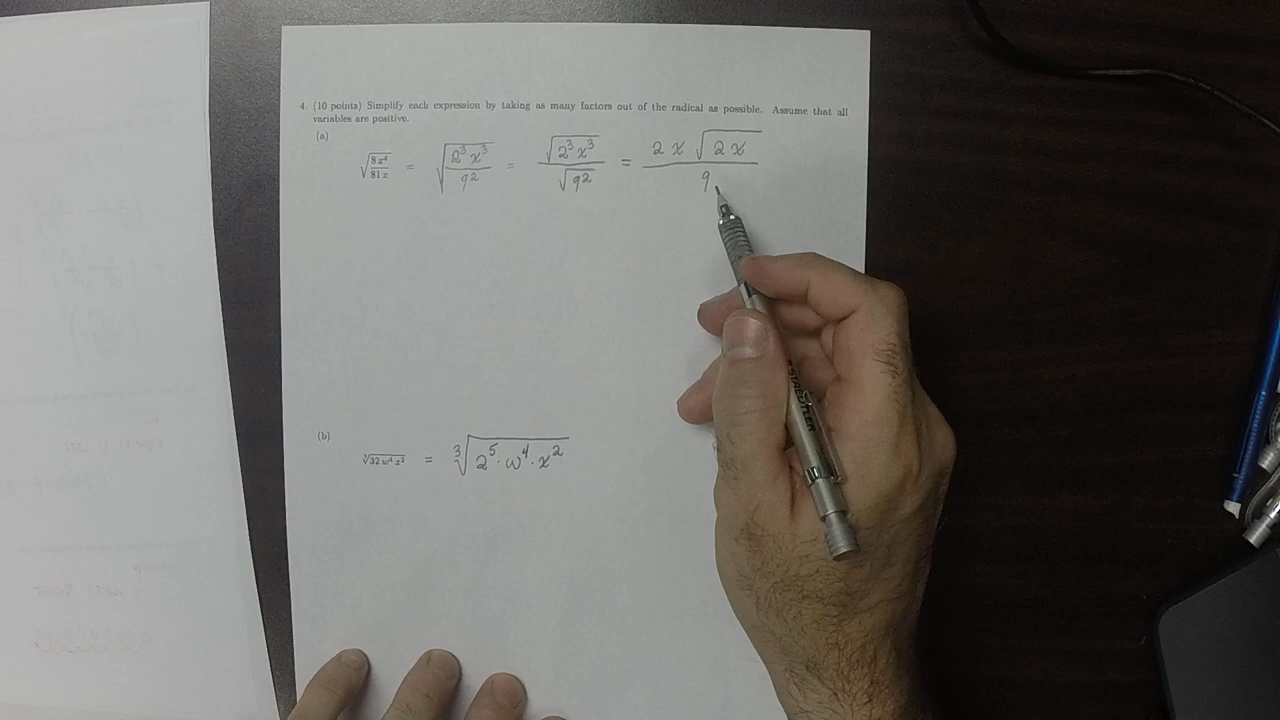 4. (10 points) Simplify each expression by taking as many factors out of the radical as possible. Assume that all
variables are positive.
(a)
√(8x⁴/81x) = √(2³x³/9²) = √(2³x³)/√(9²) = 2x√(2x)/9
(b)
∛(32w⁴x²) = ∛(2⁵·w⁴·x²)
STAEDTLER